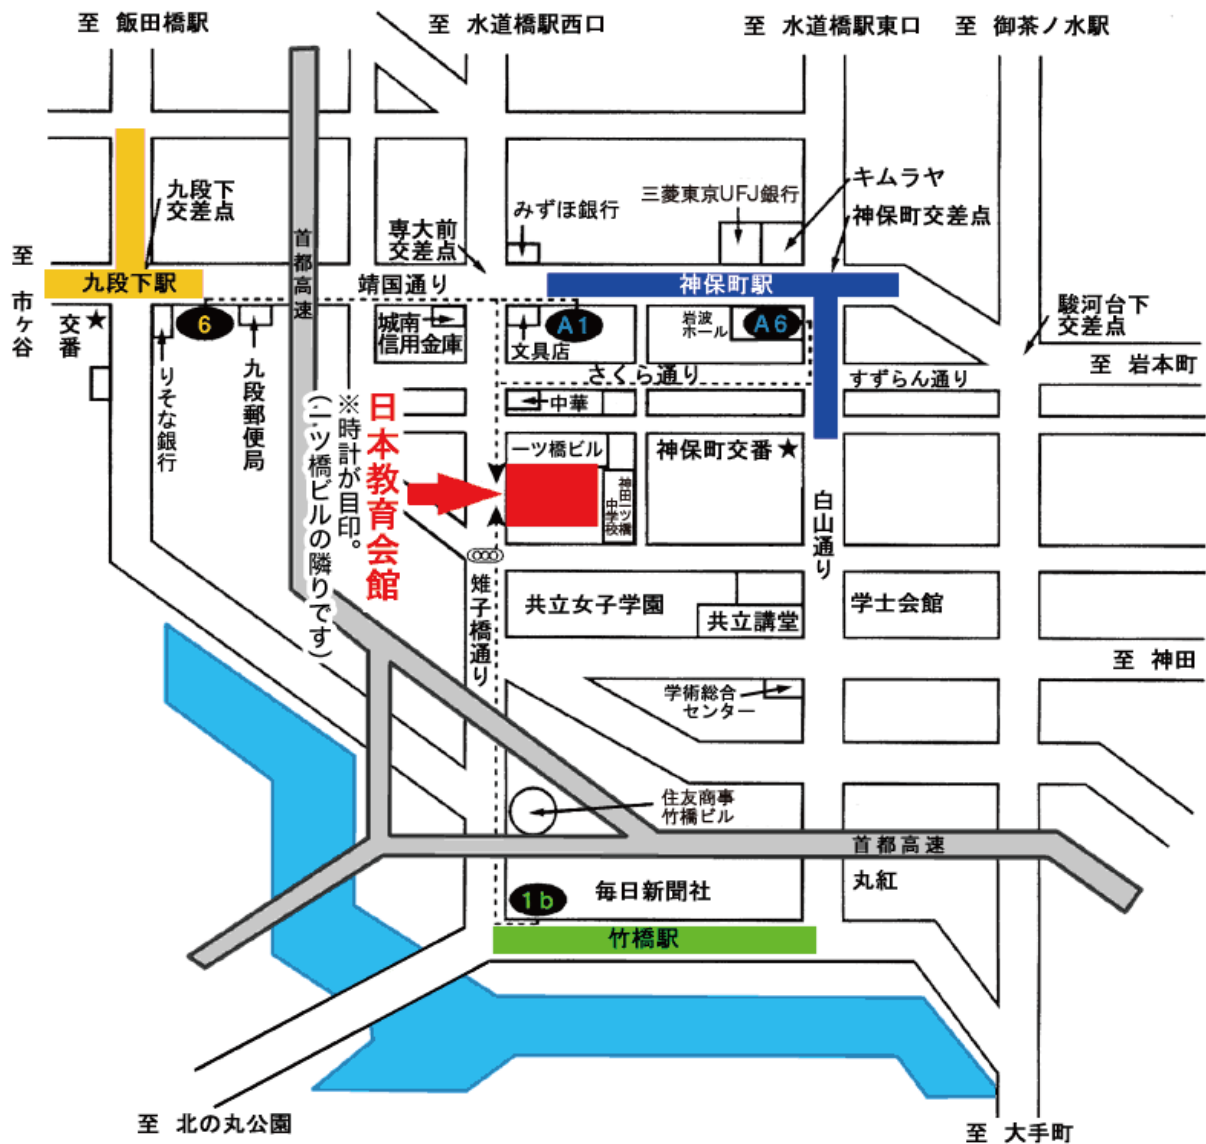 至 飯田橋駅
至 水道橋駅西口
至 水道橋駅東口
至 御茶ノ水駅
九段下
交差点
首都高速
専大前
交差点
みずほ銀行
三菱東京UFJ銀行
キムラヤ
神保町交差点
至 市ヶ谷
九段下駅
靖国通り
神保町駅
交番
6
城南
信用金庫
文具店
A1
岩波
ホール
A6
駿河台下
交差点
至 岩本町
りそな銀行
九段郵便局
さくら通り
すずらん通り
中華
日本教育会館
※時計が目印。
(一ツ橋ビルの隣りです)
一ツ橋ビル
神田一ツ橋
中学校
神保町交番
白山通り
雉子橋通り
共立女子学園
共立講堂
学士会館
至 神田
学術総合
センター
住友商事
竹橋ビル
首都高速
丸紅
毎日新聞社
1b
竹橋駅
至 北の丸公園
至 大手町